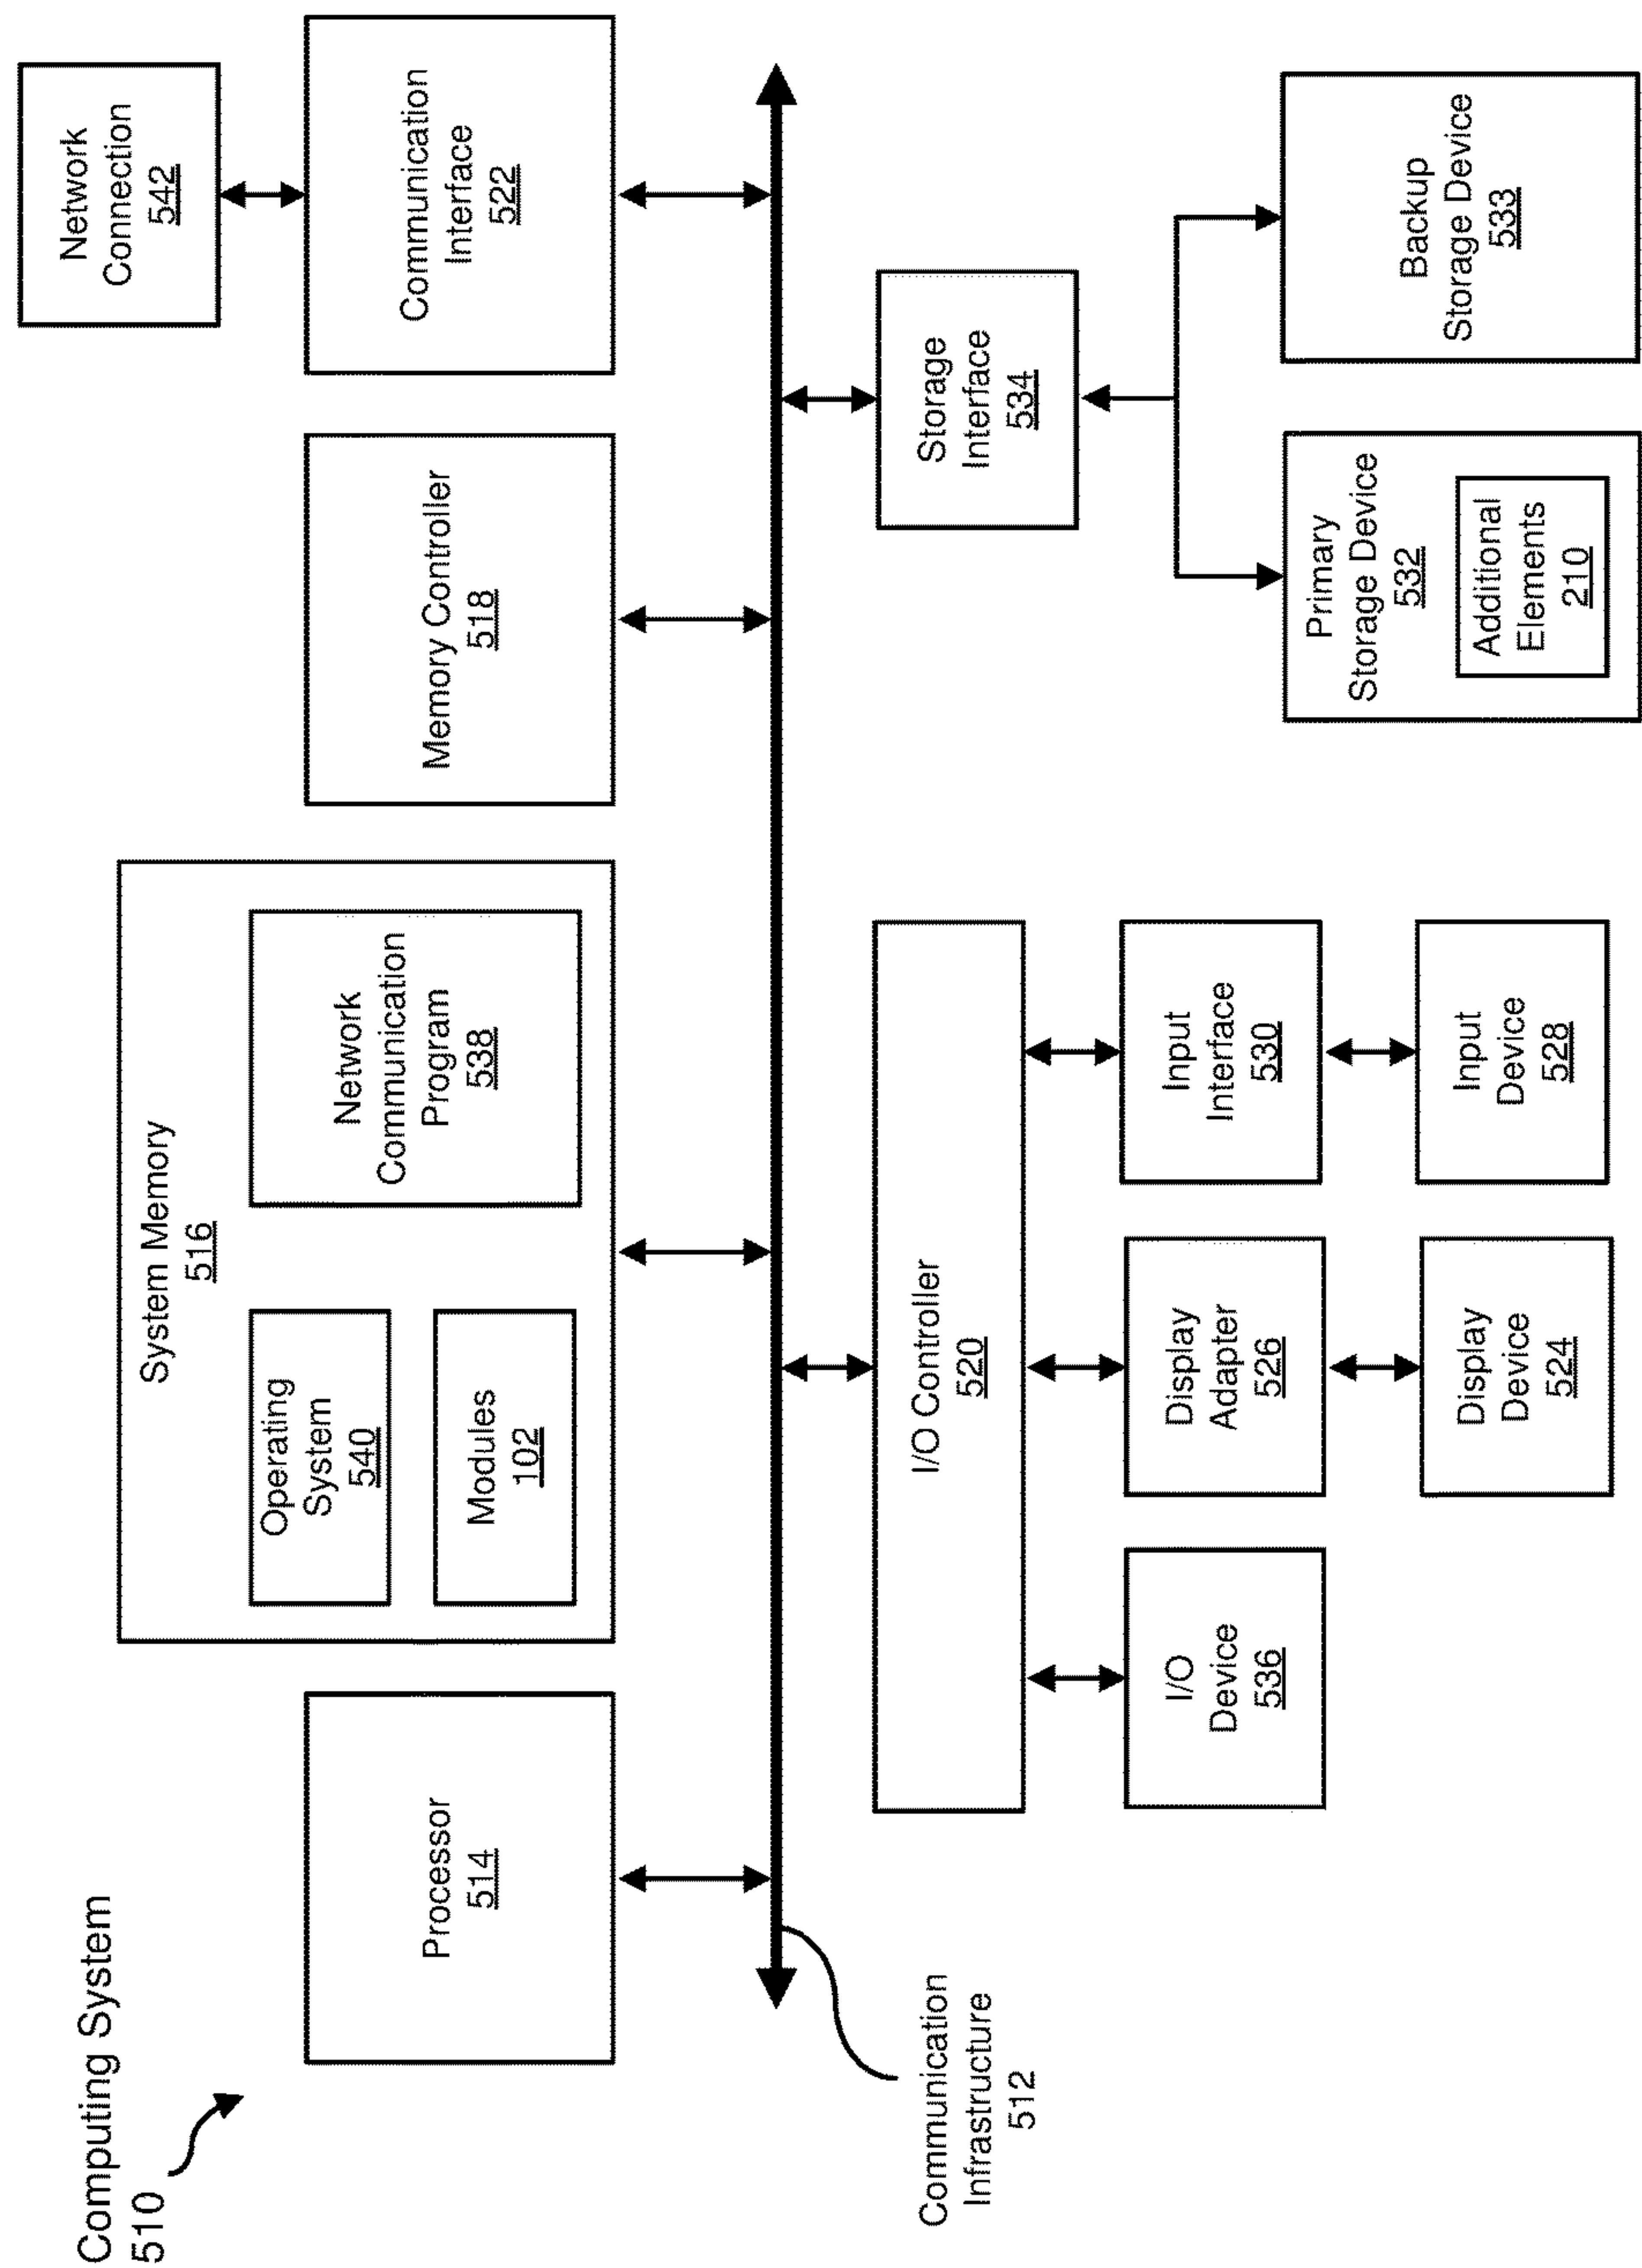 Computing System
510
Processor
514
System Memory
516
Operating
System
540
Modules
102
Network
Communication
Program
538
Memory Controller
518
Communication
Interface
522
Network
Connection
542
Communication
Infrastructure
512
I/O Controller
520
I/O
Device
536
Display
Adapter
526
Display
Device
524
Input
Interface
530
Input
Device
528
Storage
Interface
534
Primary
Storage Device
532
Additional
Elements
210
Backup
Storage Device
533